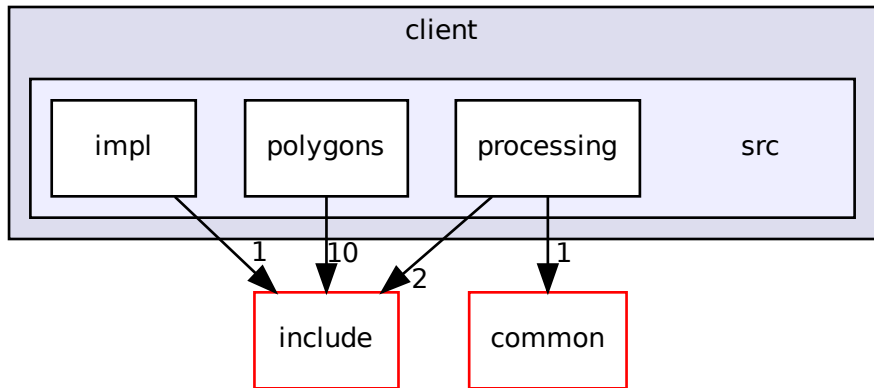 client
impl
polygons
processing
src
1
10
2
1
include
common